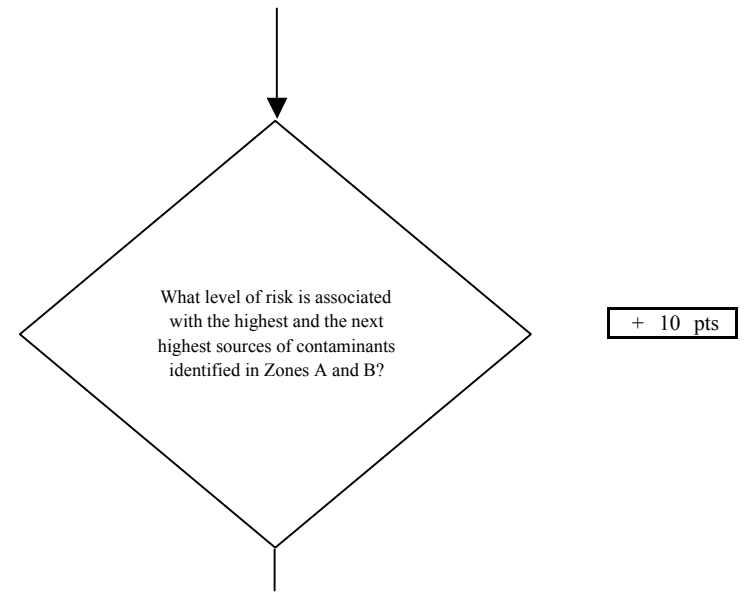 What level of risk is associated
with the highest and the next
highest sources of contaminants
identified in Zones A and B?
+ 10 pts